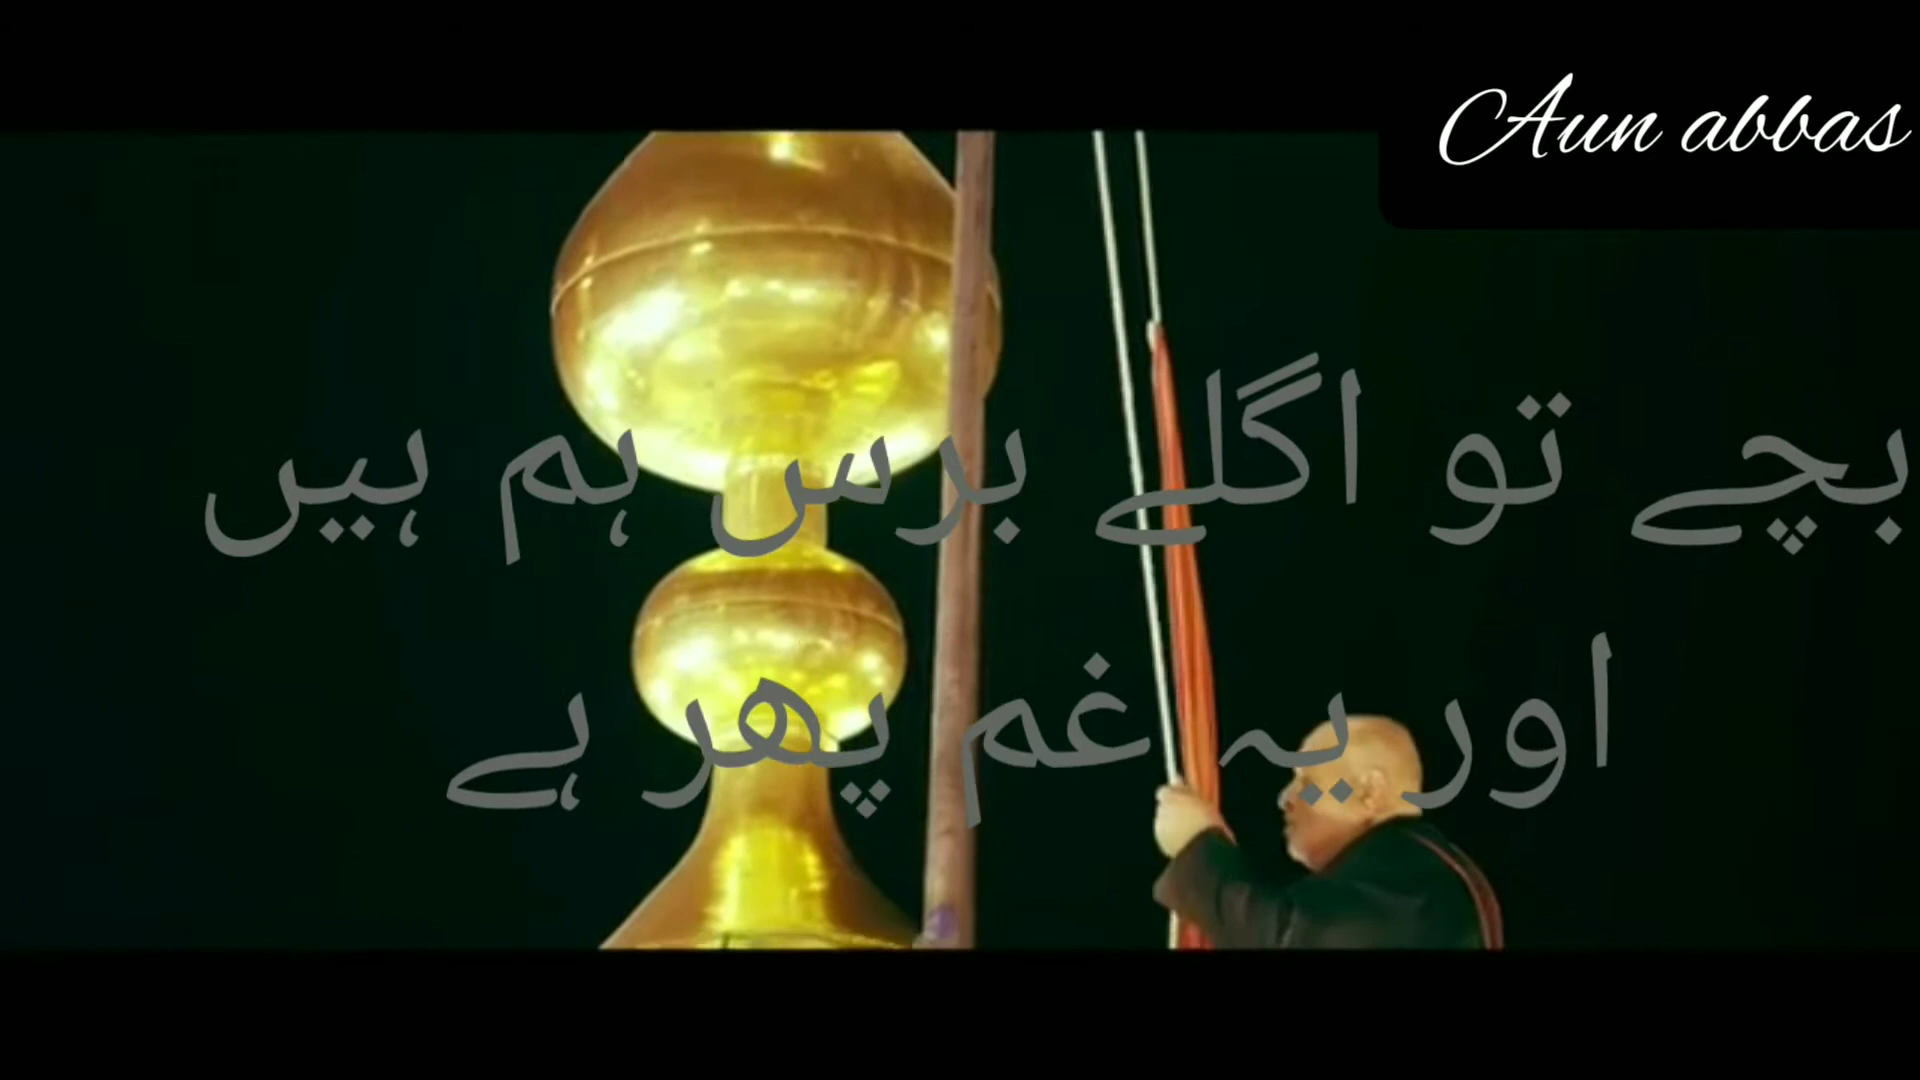 Aun abbas
بچے تو اگلے برس ہم ہیں
اور یہ غم پھر ہے